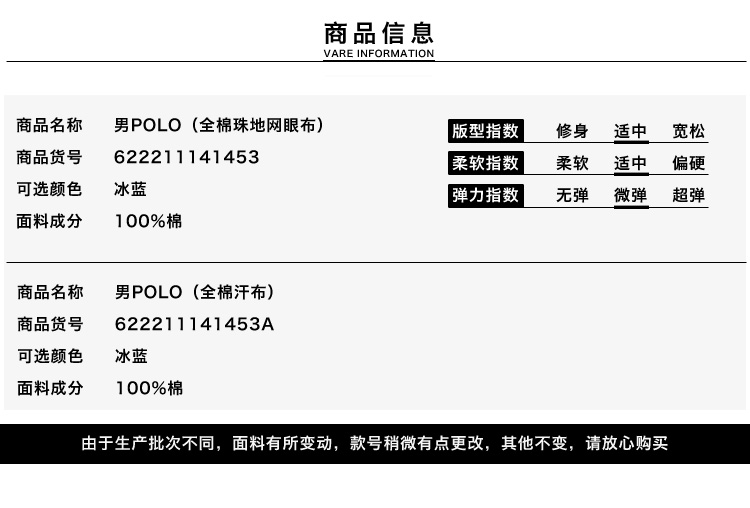 商品信息
VARE INFORMATION
商品名称 男POLO（全棉珠地网眼布）
商品货号 622211141453
可选颜色 冰蓝
面料成分 100%棉
版型指数 修身 适中 宽松
柔软指数 柔软 适中 偏硬
弹力指数 无弹 微弹 超弹
商品名称 男POLO（全棉汗布）
商品货号 622211141453A
可选颜色 冰蓝
面料成分 100%棉
由于生产批次不同，面料有所变动，款号稍微有点更改，其他不变，请放心购买